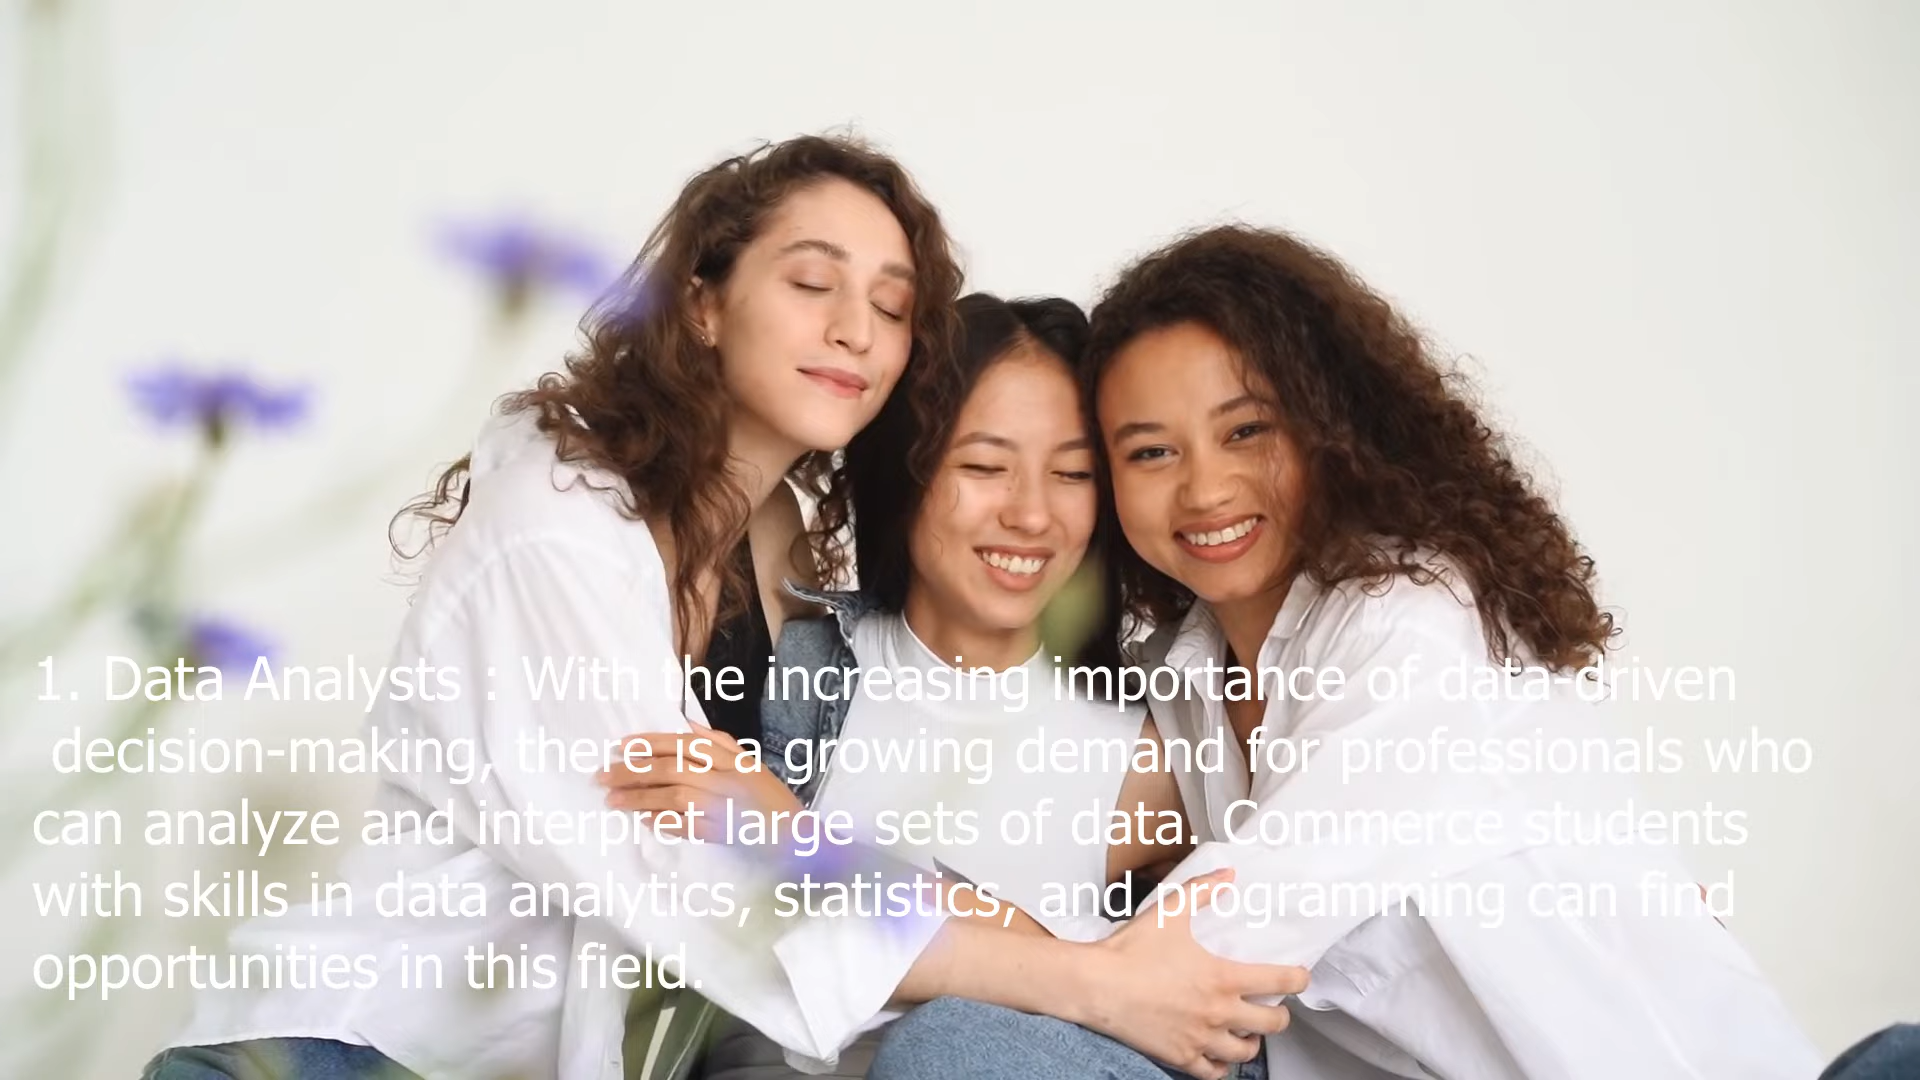 1. Data Analysts : With the increasing importance of data-driven
decision-making, there is a growing demand for professionals who
can analyze and interpret large sets of data. Commerce students
with skills in data analytics, statistics, and programming can find
opportunities in this field.